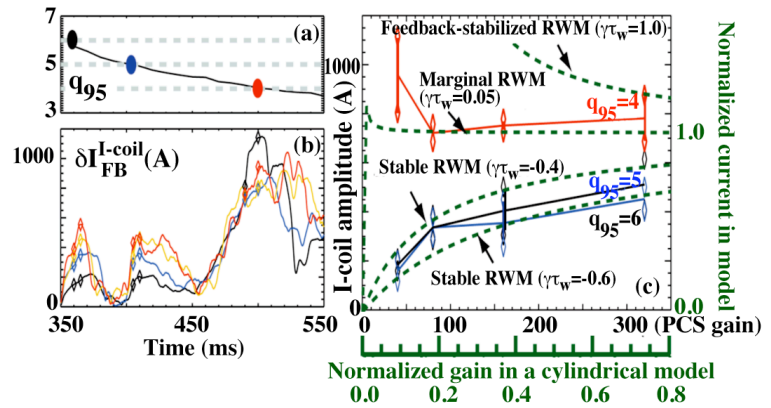 7
(a)
5
q95
3
1000
δI FB I-coil (A)
(b)
0
350
450
550
Time (ms)
I-coil amplitude (A)
1000
0
Feedback-stabilized RWM (γτw=1.0)
Marginal RWM
(γτw=0.05)
q95=4
Stable RWM (γτw=-0.4)
q95=5
q95=6
Stable RWM (γτw=-0.6)
(c)
0
100
200
300
(PCS gain)
1.0
0.0
Normalized current in model
Normalized gain in a cylindrical model
0.0
0.2
0.4
0.6
0.8